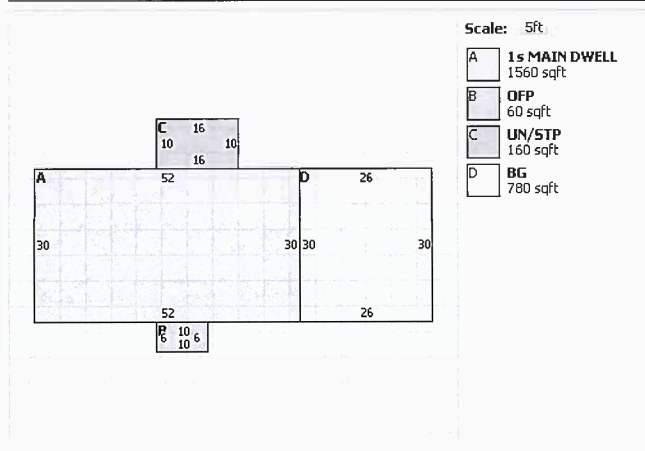 Scale: 5ft
A 1s MAIN DWELL
1560 sqft
B OFP
60 sqft
C UN/STP
160 sqft
D BG
780 sqft
C 16
10 10
16
A 52 D 26
30 30 30 30
52 26
B 10
6 6
10